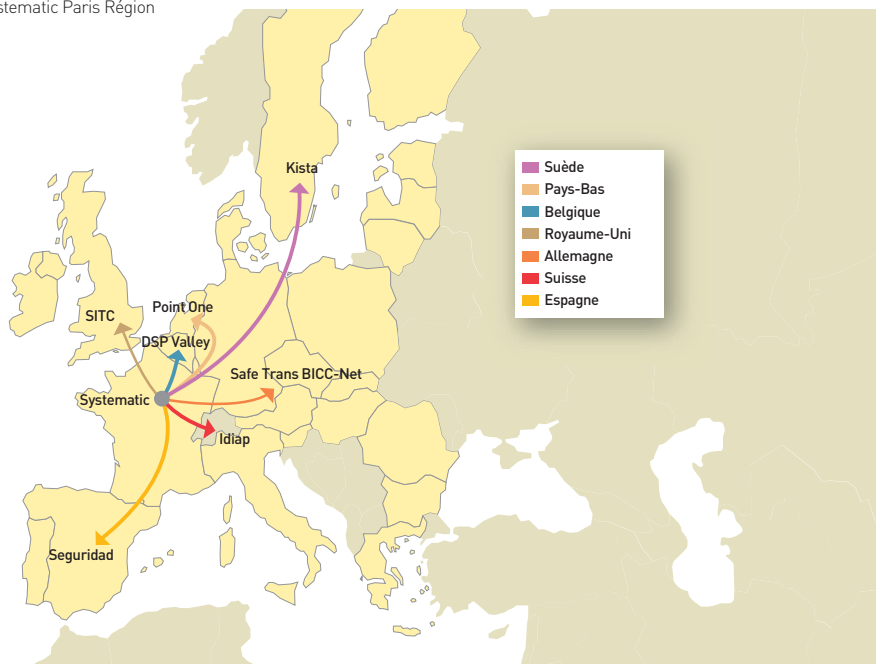 stematic Paris Région
Kista
Suède
Pays-Bas
Belgique
Royaume-Uni
Allemagne
Suisse
Espagne
Point One
SITC
DSP Valley
Safe Trans BICC-Net
Systematic
Idiap
Seguridad